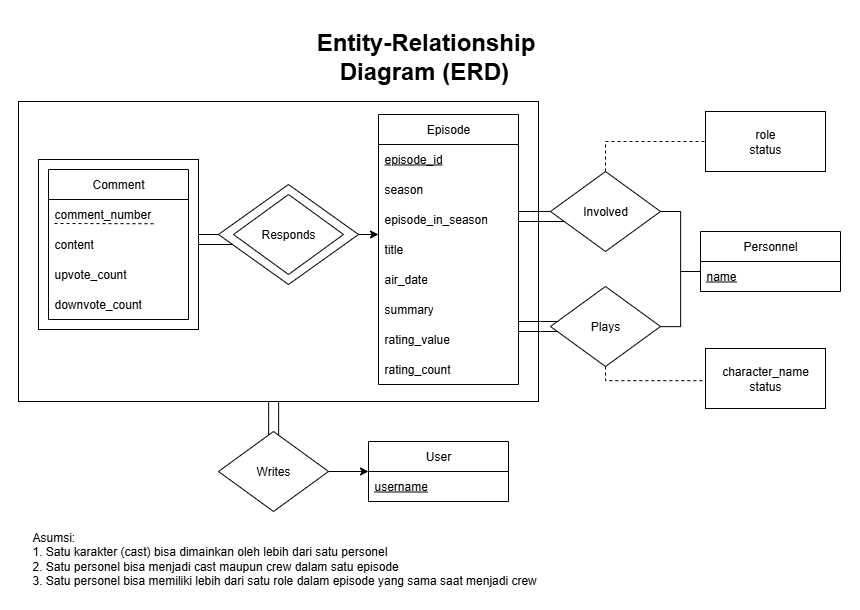 Entity-Relationship
Diagram (ERD)
Comment
comment_number
content
upvote_count
downvote_count
Responds
Episode
episode_id
season
episode_in_season
title
air_date
summary
rating_value
rating_count
Involved
role
status
Personnel
name
Plays
character_name
status
Writes
User
username
Asumsi:
1. Satu karakter (cast) bisa dimainkan oleh lebih dari satu personel
2. Satu personel bisa menjadi cast maupun crew dalam satu episode
3. Satu personel bisa memiliki lebih dari satu role dalam episode yang sama saat menjadi crew